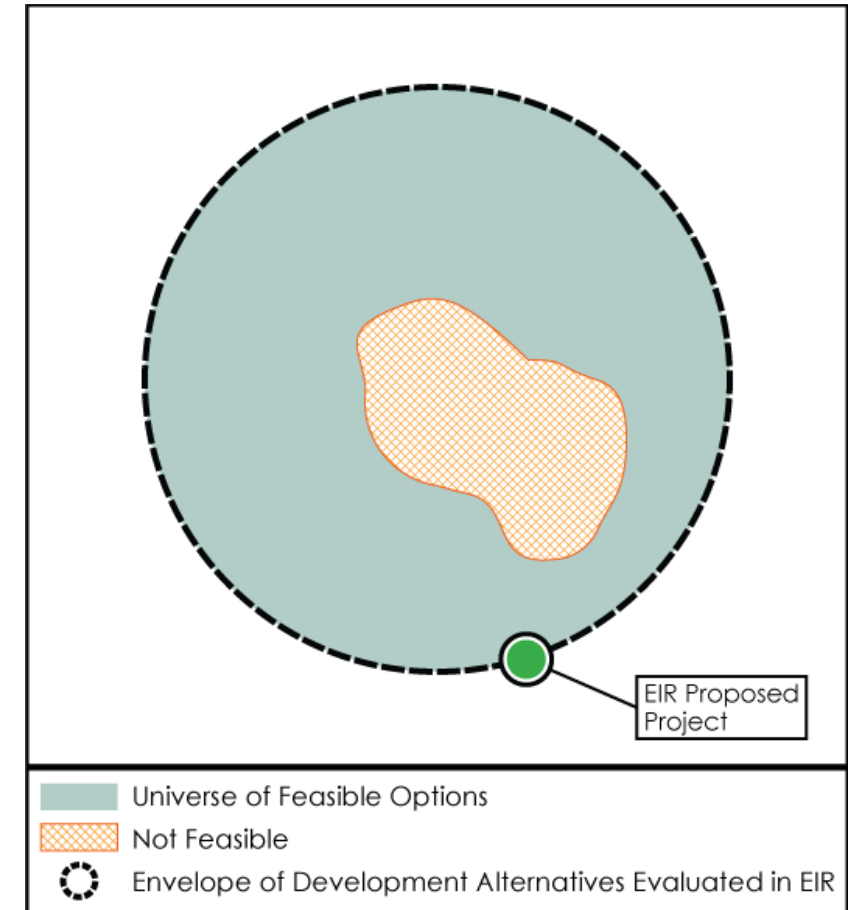 EIR Proposed
Project
Universe of Feasible Options
Not Feasible
Envelope of Development Alternatives Evaluated in EIR